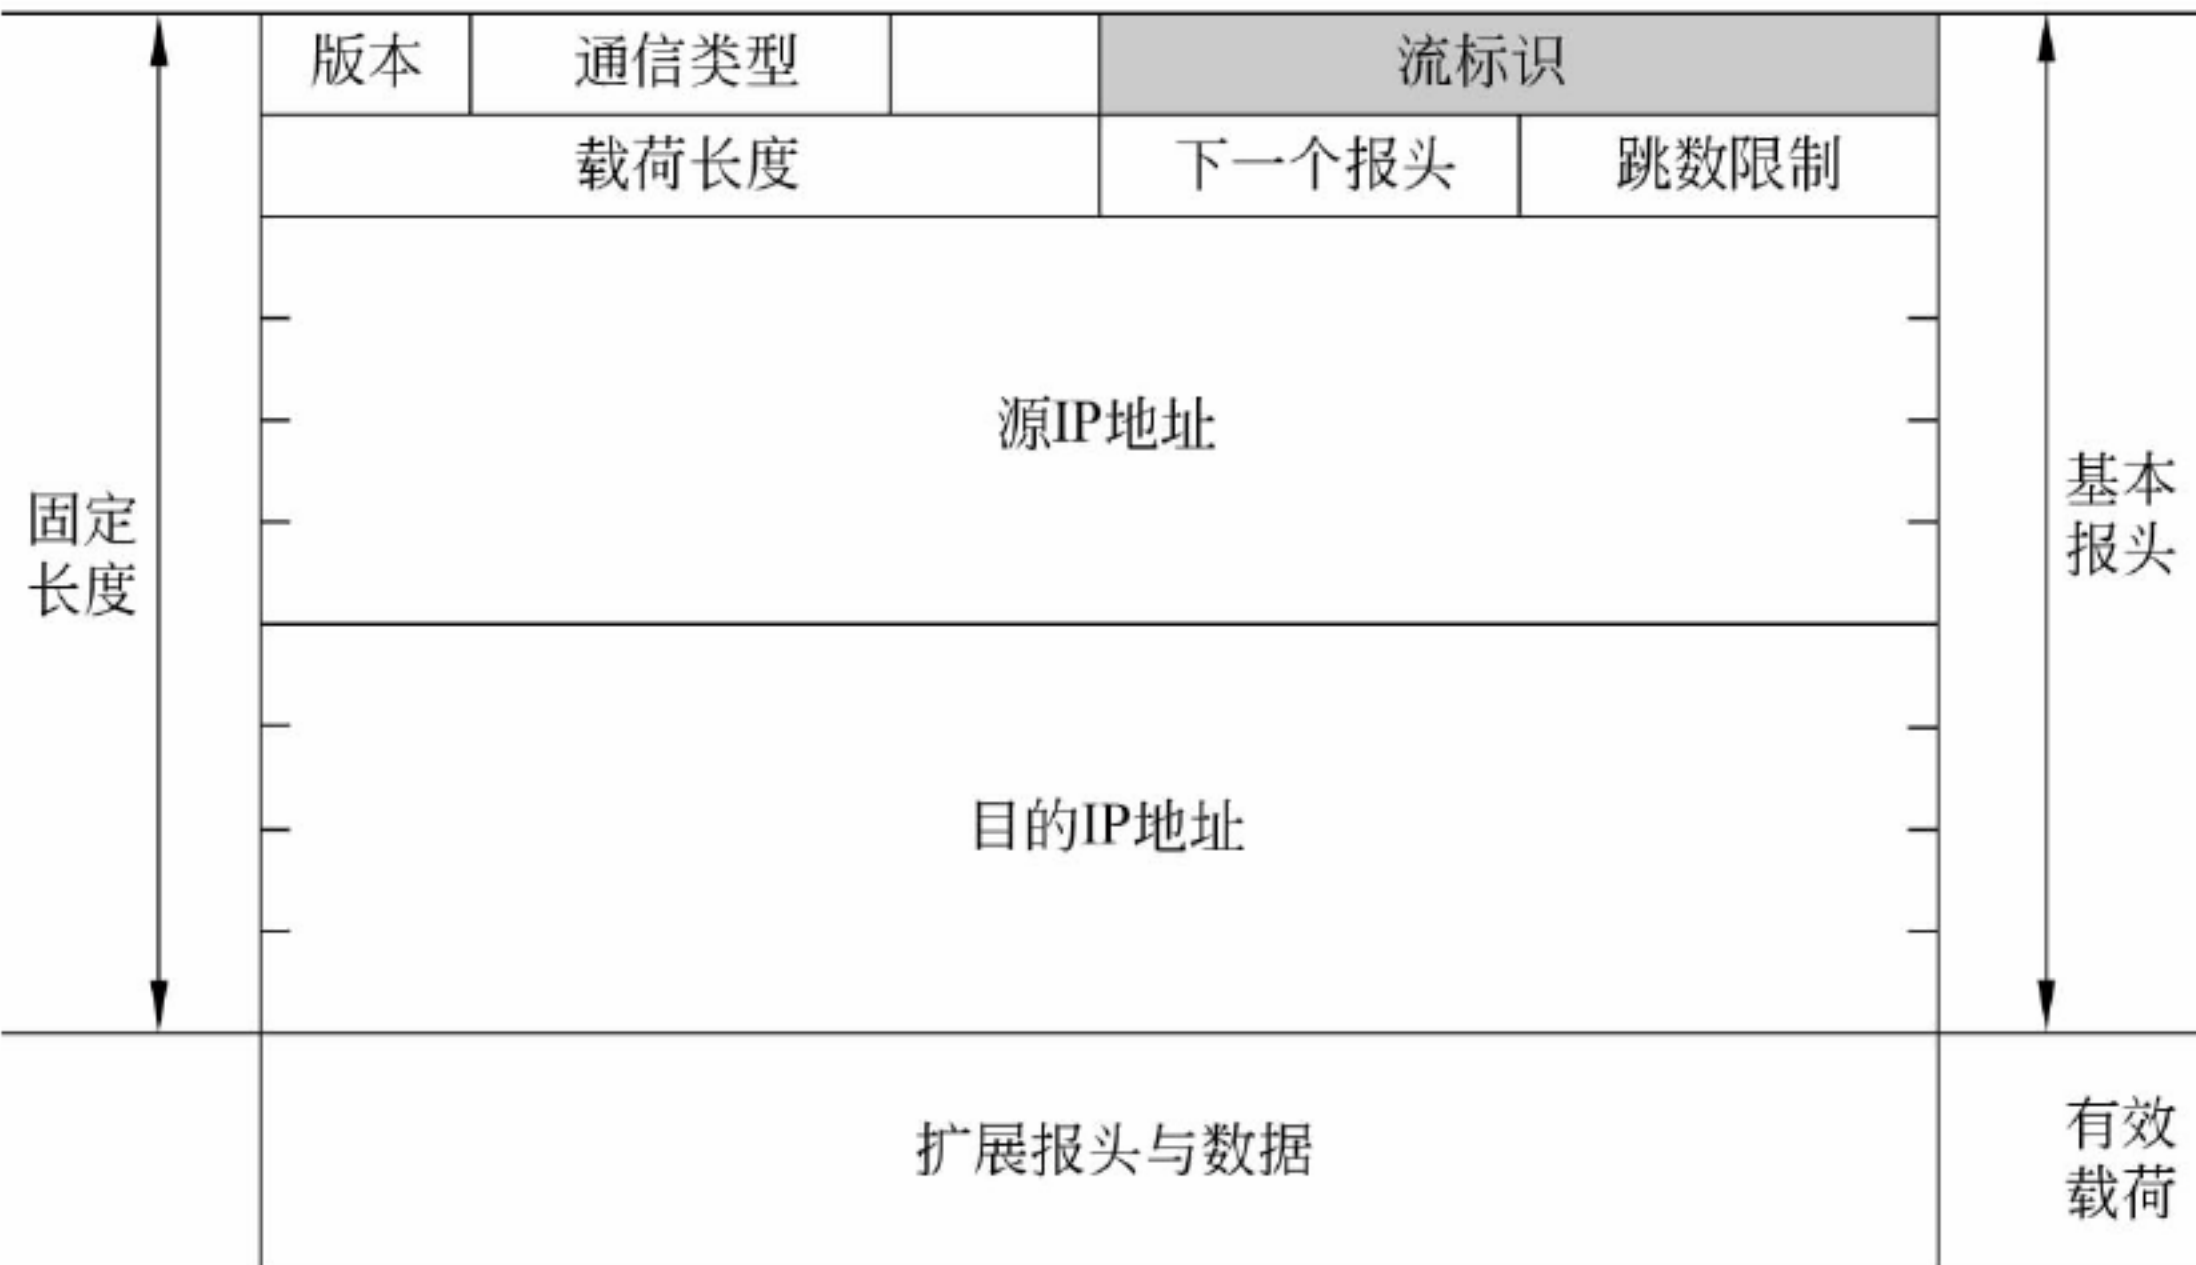 版本 通信类型 流标识
载荷长度 下一个报头 跳数限制
源IP地址
固定
长度
基本
报头
目的IP地址
扩展报头与数据
有效
载荷